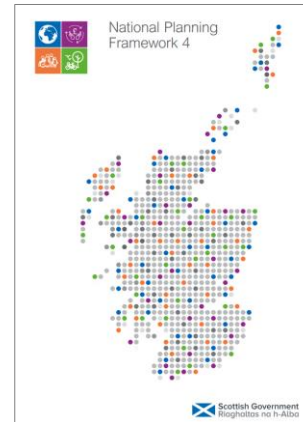 National Planning
Framework 4
Scottish Government
Riaghaltas na h-Alba